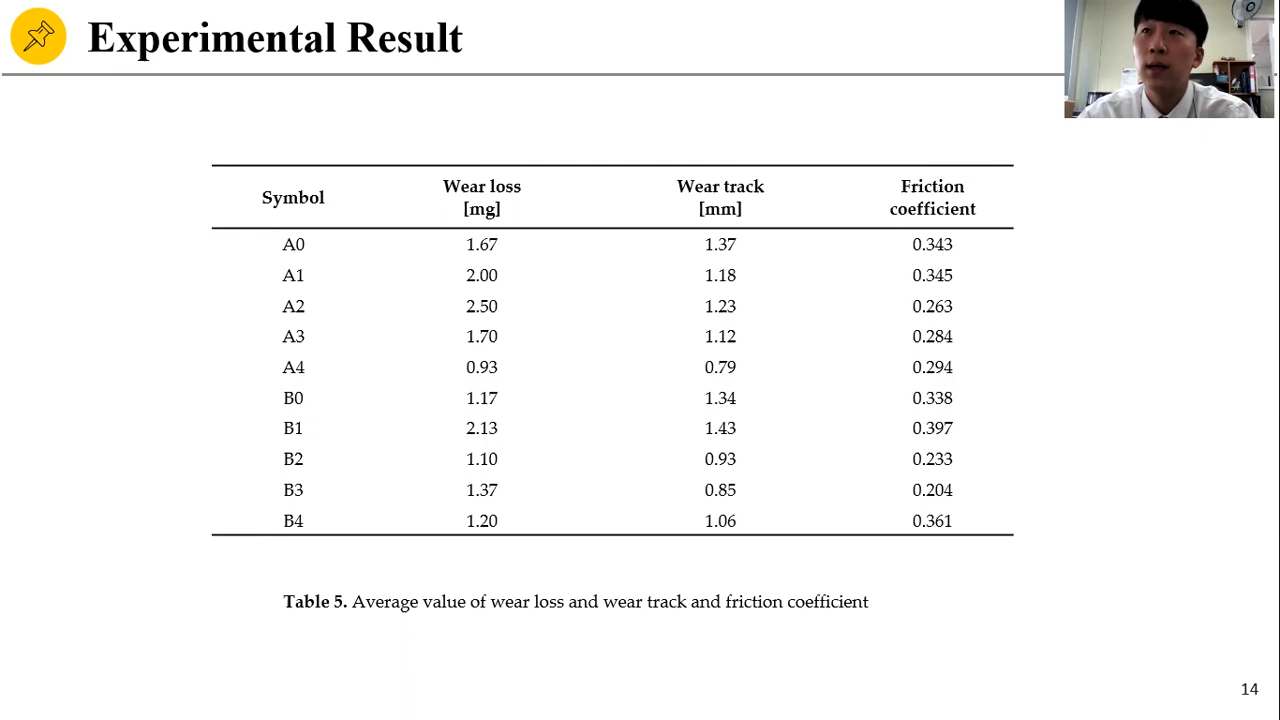 Experimental Result
Symbol Wear loss [mg] Wear track [mm] Friction coefficient
A0 1.67 1.37 0.343
A1 2.00 1.18 0.345
A2 2.50 1.23 0.263
A3 1.70 1.12 0.284
A4 0.93 0.79 0.294
B0 1.17 1.34 0.338
B1 2.13 1.43 0.397
B2 1.10 0.93 0.233
B3 1.37 0.85 0.204
B4 1.20 1.06 0.361
Table 5. Average value of wear loss and wear track and friction coefficient
14